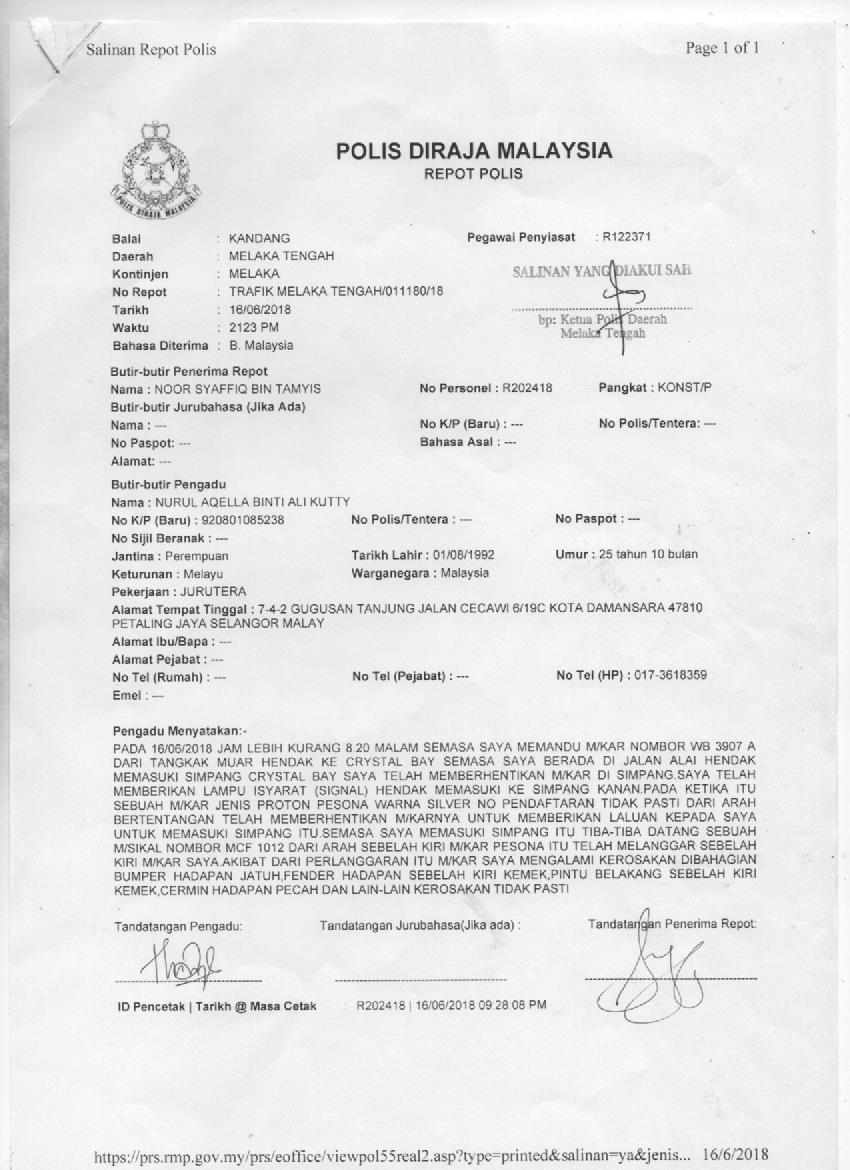 Salinan Repot Polis Page 1 of 1
POLIS DIRAJA MALAYSIA
REPOT POLIS
POLIS DIRAJA MALAYSIA
Balai : KANDANG Pegawai Penyiasat : R122371
Daerah : MELAKA TENGAH
Kontinjen : MELAKA SALINAN YANG DIAKUI SAH
No Repot : TRAFIK MELAKA TENGAH/011180/18
Tarikh : 16/06/2018
Waktu : 2123 PM bp: Ketua Polis Daerah
Bahasa Diterima : B. Malaysia Melaka Tengah
Butir-butir Penerima Repot
Nama : NOOR SYAFFIQ BIN TAMYIS No Personel : R202418 Pangkat : KONST/P
Butir-butir Jurubahasa (Jika Ada)
Nama : --- No K/P (Baru) : --- No Polis/Tentera: ---
No Paspot: --- Bahasa Asal : ---
Alamat: ---
Butir-butir Pengadu
Nama : NURUL AQELLA BINTI ALI KUTTY
No K/P (Baru) : 920801085238 No Polis/Tentera : --- No Paspot : ---
No Sijil Beranak : ---
Jantina : Perempuan Tarikh Lahir : 01/08/1992 Umur : 25 tahun 10 bulan
Keturunan : Melayu Warganegara : Malaysia
Pekerjaan : JURUTERA
Alamat Tempat Tinggal : 7-4-2 GUGUSAN TANJUNG JALAN CECAWI 6/19C KOTA DAMANSARA 47810
PETALING JAYA SELANGOR MALAY
Alamat Ibu/Bapa : ---
Alamat Pejabat : ---
No Tel (Rumah) : --- No Tel (Pejabat) : --- No Tel (HP) : 017-3618359
Emel : ---
Pengadu Menyatakan:-
PADA 16/06/2018 JAM LEBIH KURANG 8.20 MALAM SEMASA SAYA MEMANDU M/KAR NOMBOR WB 3907 A
DARI TANGKAK MUAR HENDAK KE CRYSTAL BAY SEMASA SAYA BERADA DI JALAN ALAI HENDAK
MEMASUKI SIMPANG CRYSTAL BAY SAYA TELAH MEMBERHENTIKAN M/KAR DI SIMPANG.SAYA TELAH
MEMBERIKAN LAMPU ISYARAT (SIGNAL) HENDAK MEMASUKI KE SIMPANG KANAN.PADA KETIKA ITU
SEBUAH M/KAR JENIS PROTON PESONA WARNA SILVER NO PENDAFTARAN TIDAK PASTI DARI ARAH
BERTENTANGAN TELAH MEMBERHENTIKAN M/KARNYA UNTUK MEMBERIKAN LALUAN KEPADA SAYA
UNTUK MEMASUKI SIMPANG ITU.SEMASA SAYA MEMASUKI SIMPANG ITU TIBA-TIBA DATANG SEBUAH
M/SIKAL NOMBOR MCF 1012 DARI ARAH SEBELAH KIRI M/KAR PESONA ITU TELAH MELANGGAR SEBELAH
KIRI M/KAR SAYA.AKIBAT DARI PERLANGGARAN ITU M/KAR SAYA MENGALAMI KEROSAKAN DIBAHAGIAN
BUMPER HADAPAN JATUH,FENDER HADAPAN SEBELAH KIRI KEMEK,PINTU BELAKANG SEBELAH KIRI
KEMEK,CERMIN HADAPAN PECAH DAN LAIN-LAIN KEROSAKAN TIDAK PASTI
Tandatangan Pengadu: Tandatangan Jurubahasa(Jika ada) : Tandatangan Penerima Repot:
ID Pencetak | Tarikh @ Masa Cetak : R202418 | 16/06/2018 09:28:08 PM
https://prs.rmp.gov.my/prs/eoffice/viewpol55real2.asp?type=printed&salinan=ya&jenis... 16/6/2018